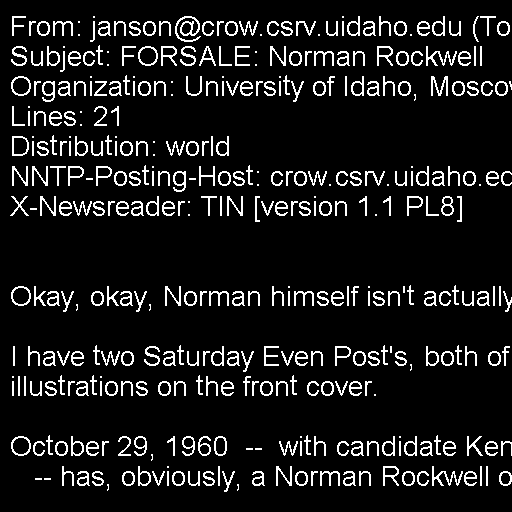 From: janson@crow.csrv.uidaho.edu (To
Subject: FORSALE: Norman Rockwell
Organization: University of Idaho, Mosco
Lines: 21
Distribution: world
NNTP-Posting-Host: crow.csrv.uidaho.ed
X-Newsreader: TIN [version 1.1 PL8]
Okay, okay, Norman himself isn't actually
I have two Saturday Even Post's, both of
illustrations on the front cover.
October 29, 1960  --  with candidate Ken
   -- has, obviously, a Norman Rockwell o